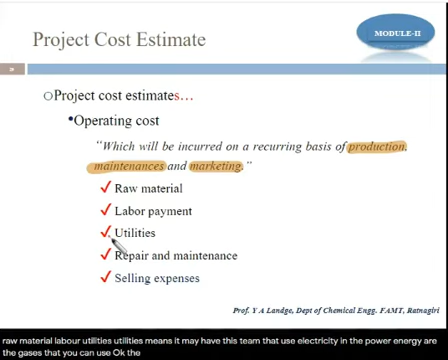 MODULE-II
Project Cost Estimate
Project cost estimates...
Operating cost
"Which will be incurred on a recurring basis of production,
maintenances and marketing."
Raw material
Labor payment
Utilities
Repair and maintenance
Selling expenses
Prof. Y A Landge, Dept of Chemical Engg. FAMT, Ratnagiri
raw material labour utilities utilities means it may have this team that use electricity in the power energy are
the gases that you can use Ok the